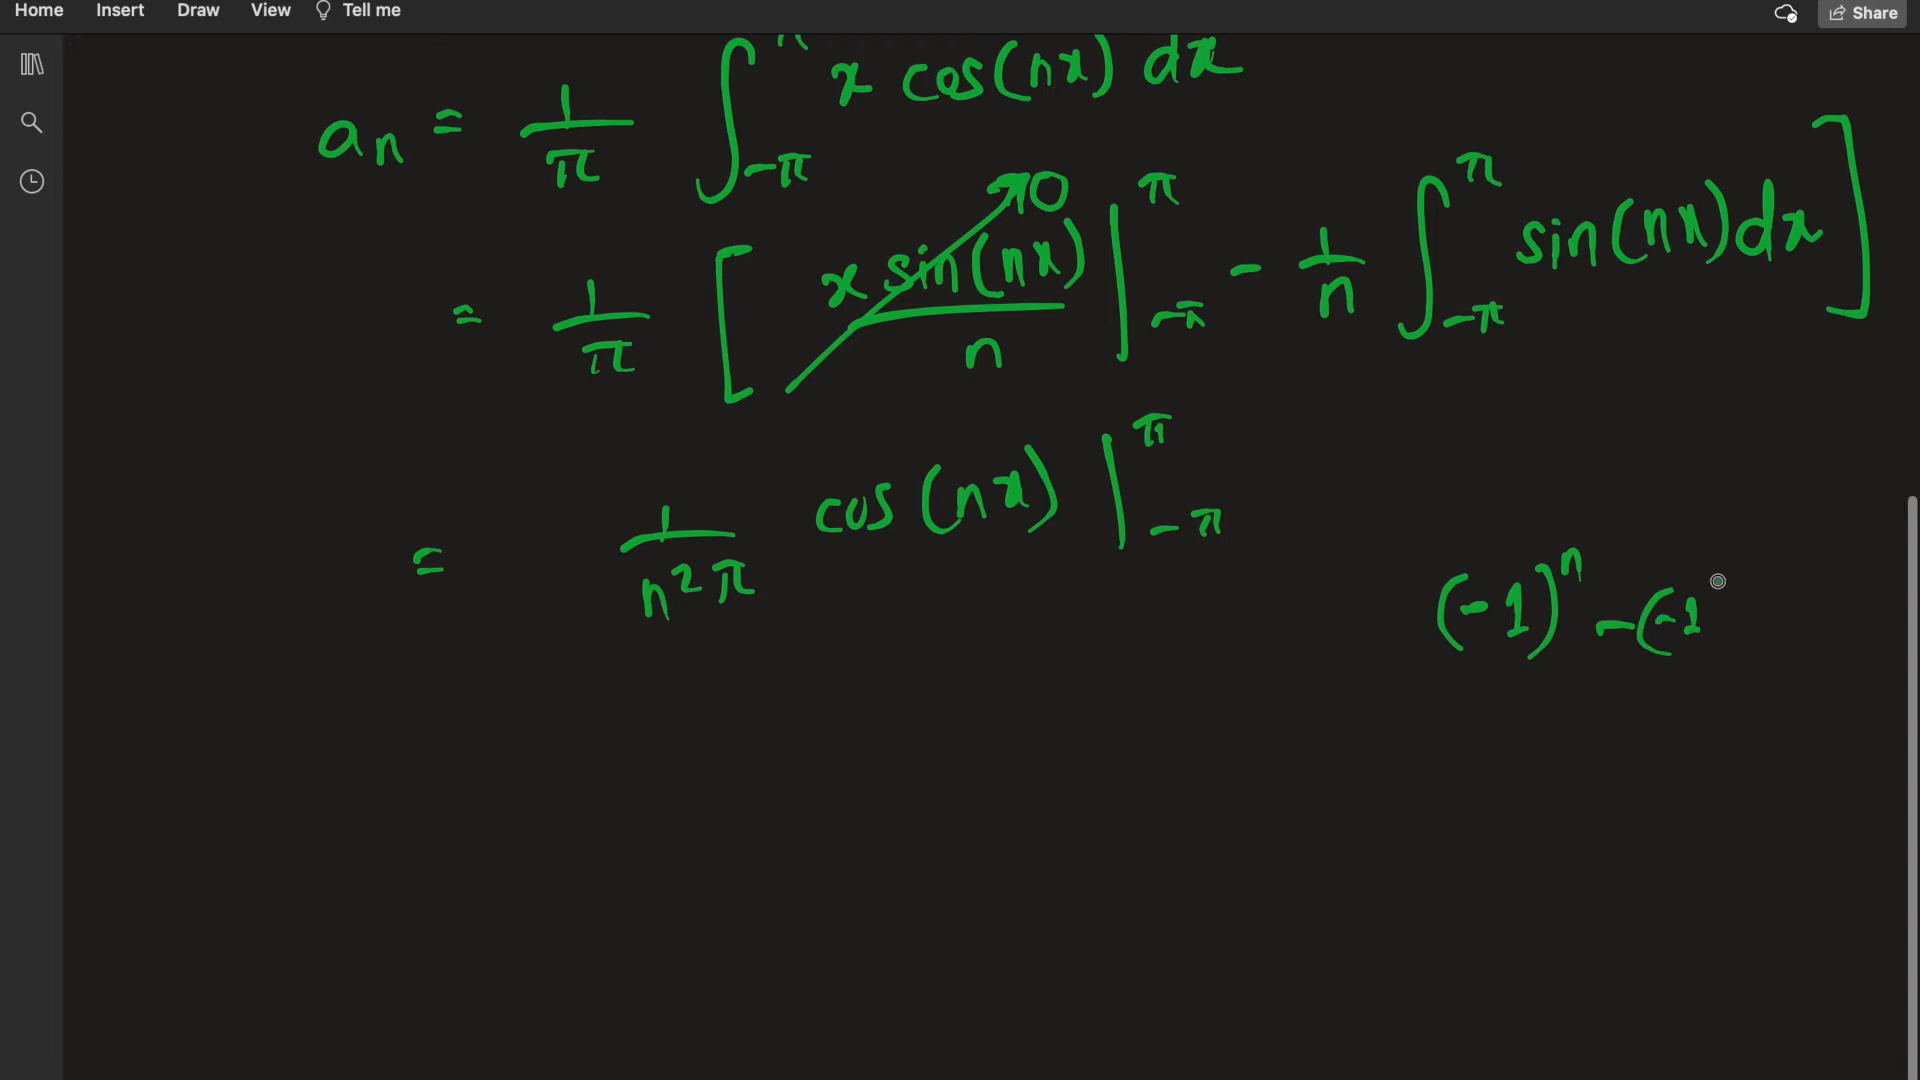 Home Insert Draw View Tell me Share
aₙ = 1/π ∫_{-π}^{π} x cos(nx) dx
= 1/π [ x sin(nx)/n |_{-π}^{π} → 0 - 1/n ∫_{-π}^{π} sin(nx) dx ]
= 1/(n²π) cos(nx) |_{-π}^{π}
(-1)ⁿ - (-1